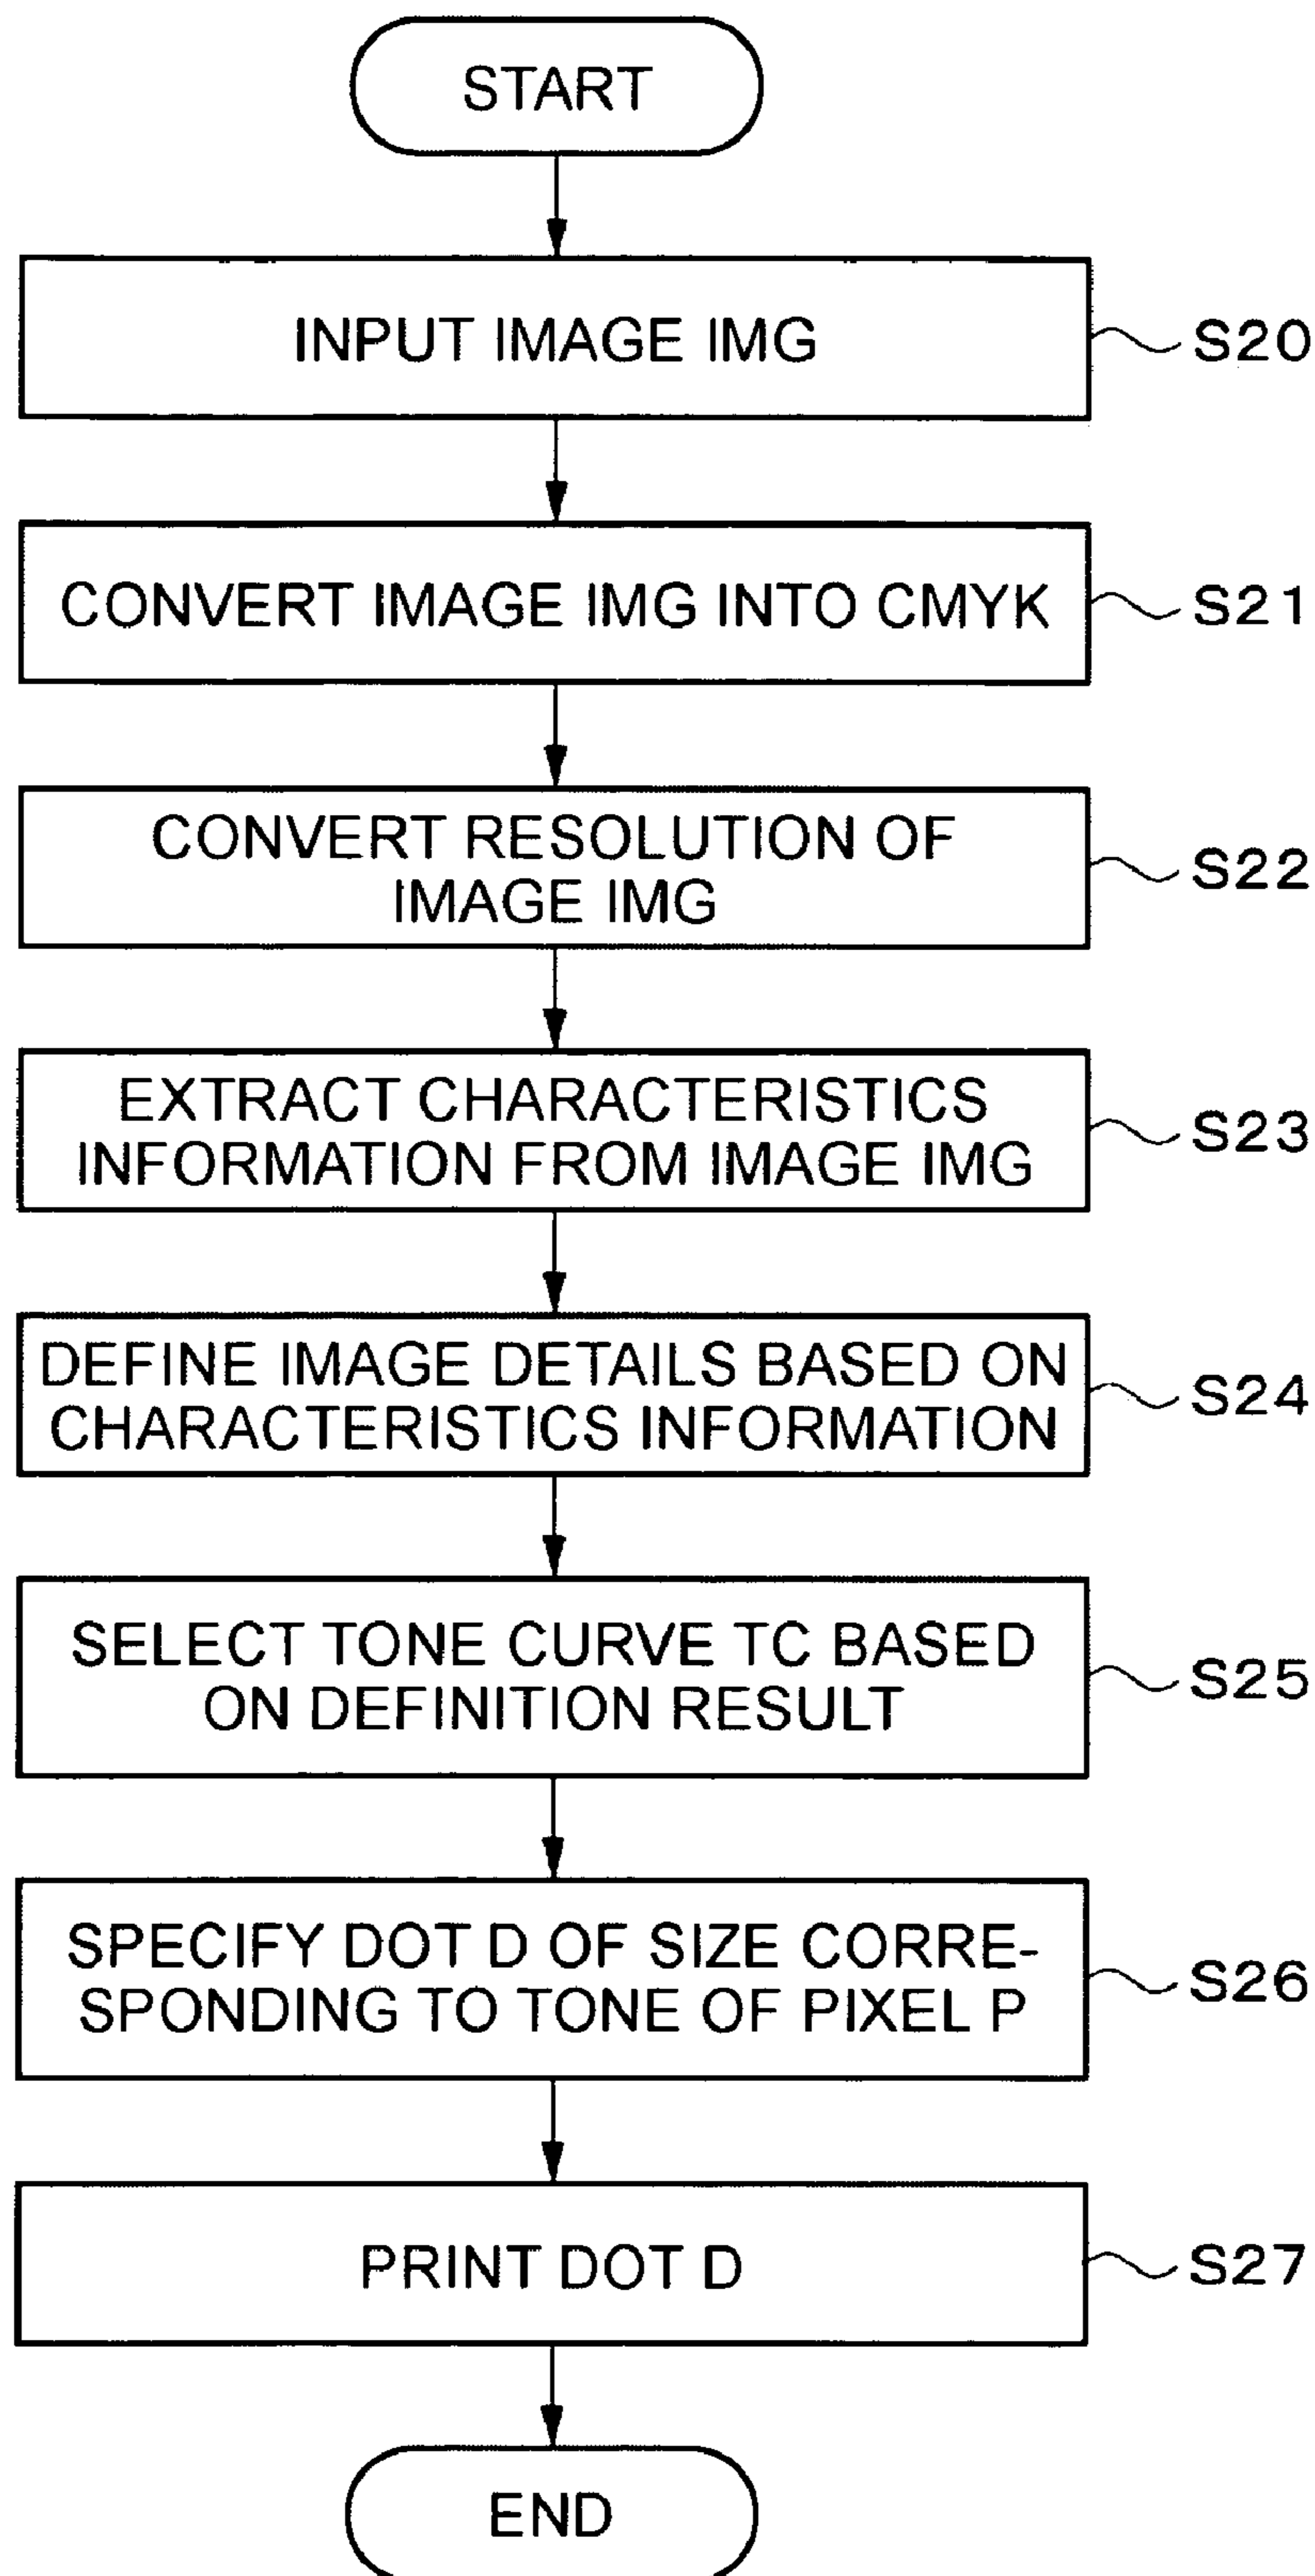 START
INPUT IMAGE IMG
S20
CONVERT IMAGE IMG INTO CMYK
S21
CONVERT RESOLUTION OF
IMAGE IMG
S22
EXTRACT CHARACTERISTICS
INFORMATION FROM IMAGE IMG
S23
DEFINE IMAGE DETAILS BASED ON
CHARACTERISTICS INFORMATION
S24
SELECT TONE CURVE TC BASED
ON DEFINITION RESULT
S25
SPECIFY DOT D OF SIZE CORRE-
SPONDING TO TONE OF PIXEL P
S26
PRINT DOT D
S27
END